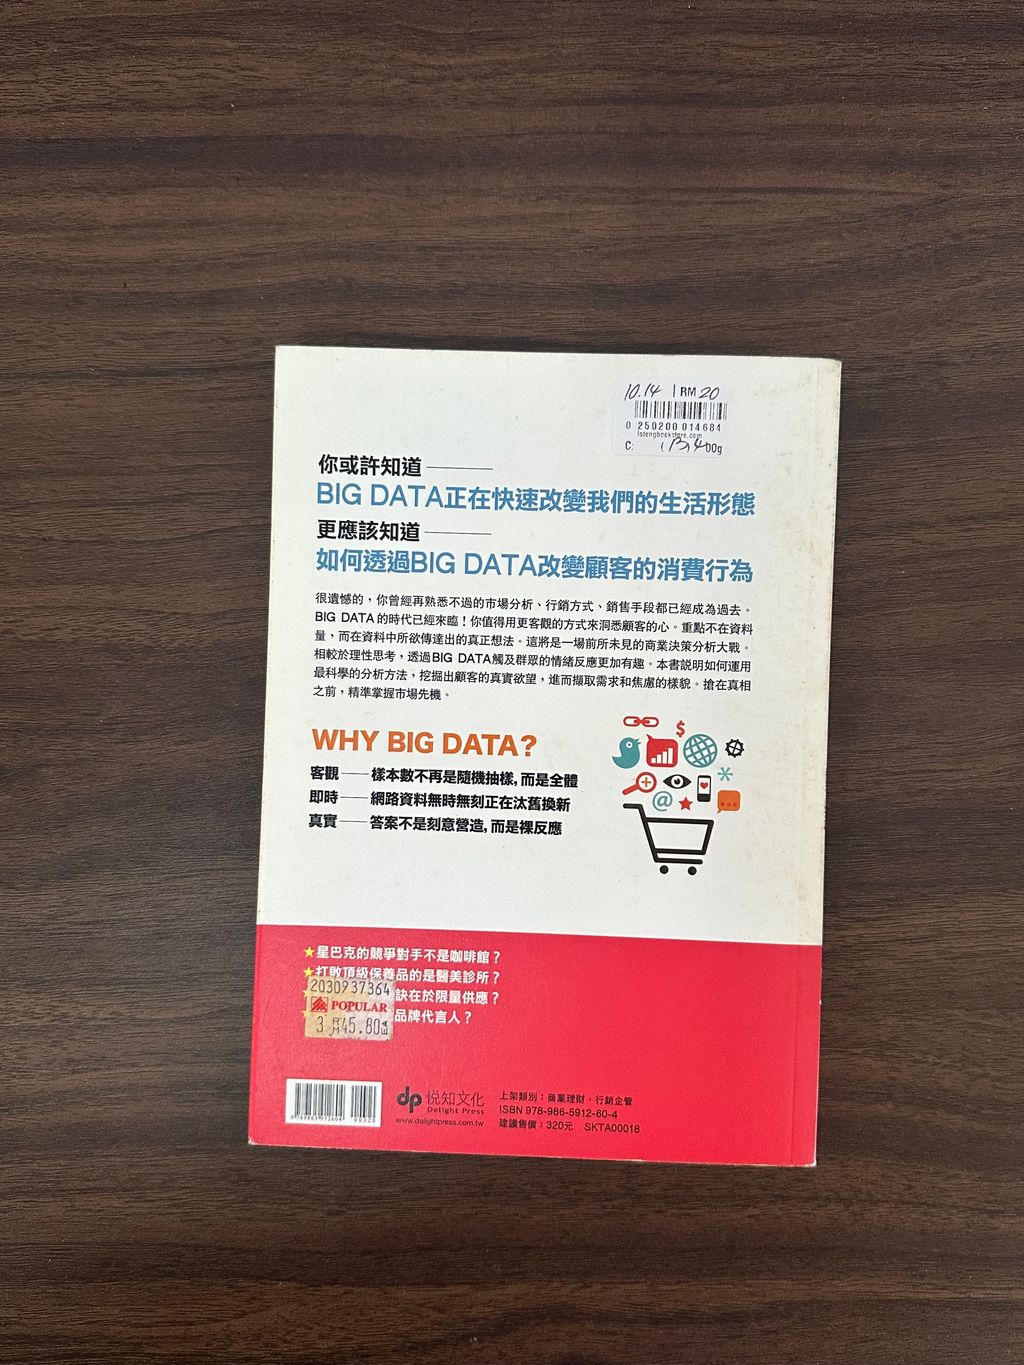 10.14 RM 20
0 250200 014684
C:
00g
你或許知道
BIG DATA正在快速改變我們的生活形態
更應該知道
如何透過BIG DATA改變顧客的消費行為
很遺憾的，你曾經再熟悉不過的市場分析、行銷方式、銷售手段都已經成為過去。
BIG DATA 的時代已經來臨！你值得用更客觀的方式來洞悉顧客的心。重點不在資料
量，而在資料中所欲傳達出的真正想法。這將是一場前所未見的商業決策分析大戰。
相較於理性思考，透過BIG DATA觸及群眾的情緒反應更加有趣。本書說明如何運用
最科學的分析方法，挖掘出顧客的真實欲望，進而擷取需求和焦慮的樣貌。搶在真相
之前，精準掌握市場先機。
WHY BIG DATA?
客觀——樣本數不再是隨機抽樣，而是全體
即時——網路資料無時無刻正在汰舊換新
真實——答案不是刻意營造，而是裸反應
$
@
★星巴克的競爭對手不是咖啡館？
★打敗頂級保養品的是醫美診所？
訣在於限量供應？
品牌代言人？
2030937364
POPULAR
45.80
9789865912604 00320
dp 悅知文化
Delight Press
www.delightpress.com.tw
上架類別：商業理財．行銷企管
ISBN 978-986-5912-60-4
建議售價：320元 SKTA00018